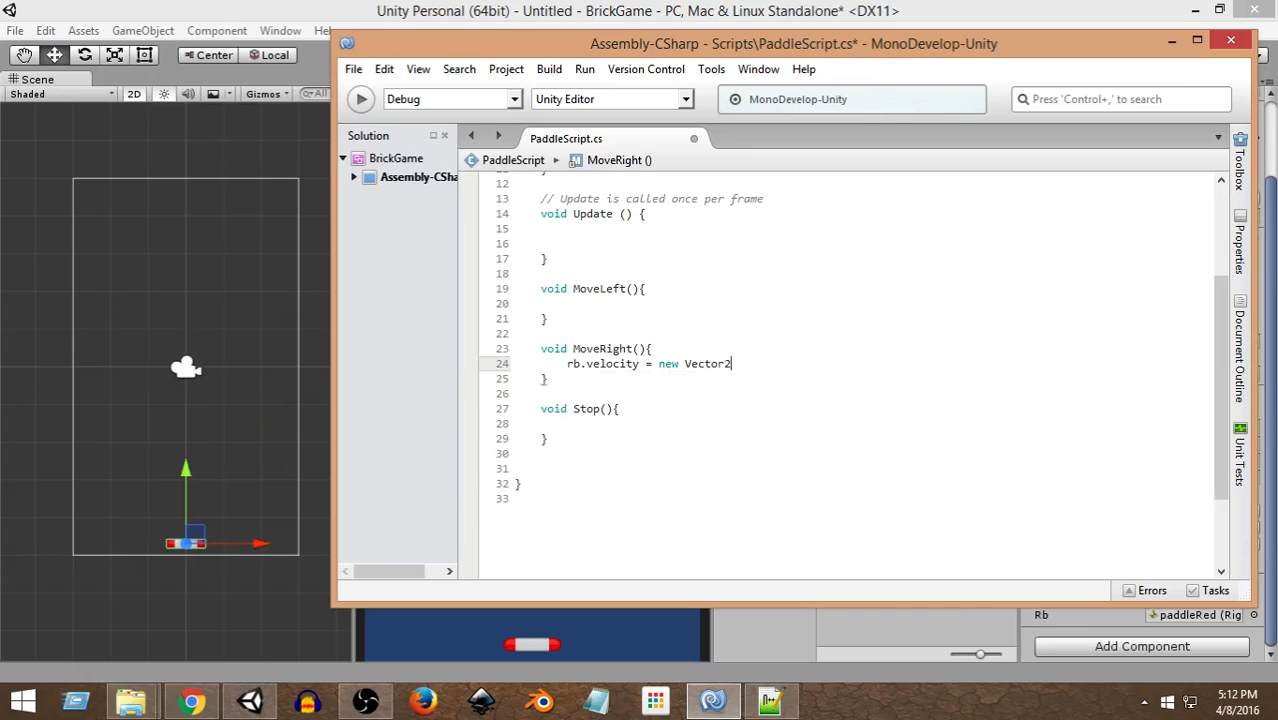 Unity Personal (64bit) - Untitled - BrickGame - PC, Mac & Linux Standalone* <DX11>
File Edit Assets GameObject Component Window
Center Local
Scene
Shaded 2D Gizmos All
Assembly-CSharp - Scripts\PaddleScript.cs* - MonoDevelop-Unity
File Edit View Search Project Build Run Version Control Tools Window Help
Debug Unity Editor MonoDevelop-Unity Press 'Control+,' to search
Solution PaddleScript.cs
BrickGame PaddleScript MoveRight ()
Assembly-CSha
12
13 // Update is called once per frame
14 void Update () {
15
16
17 }
18
19 void MoveLeft(){
20
21 }
22
23 void MoveRight(){
24 rb.velocity = new Vector2
25 }
26
27 void Stop(){
28
29 }
30
31
32 }
33
Toolbox
Properties
Document Outline
Unit Tests
Errors Tasks
Rb paddleRed (Rig
Add Component
5:12 PM
4/8/2016